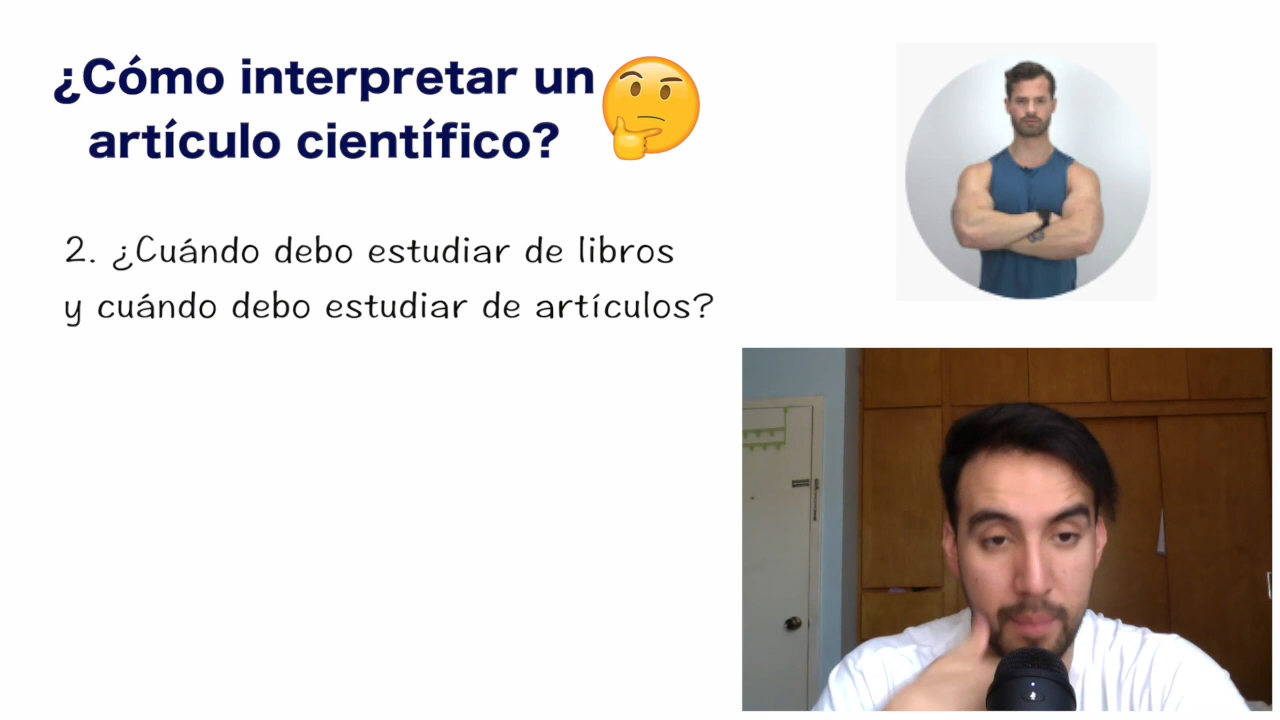 ¿Cómo interpretar un
artículo científico?
2. ¿Cuándo debo estudiar de libros
y cuándo debo estudiar de artículos?